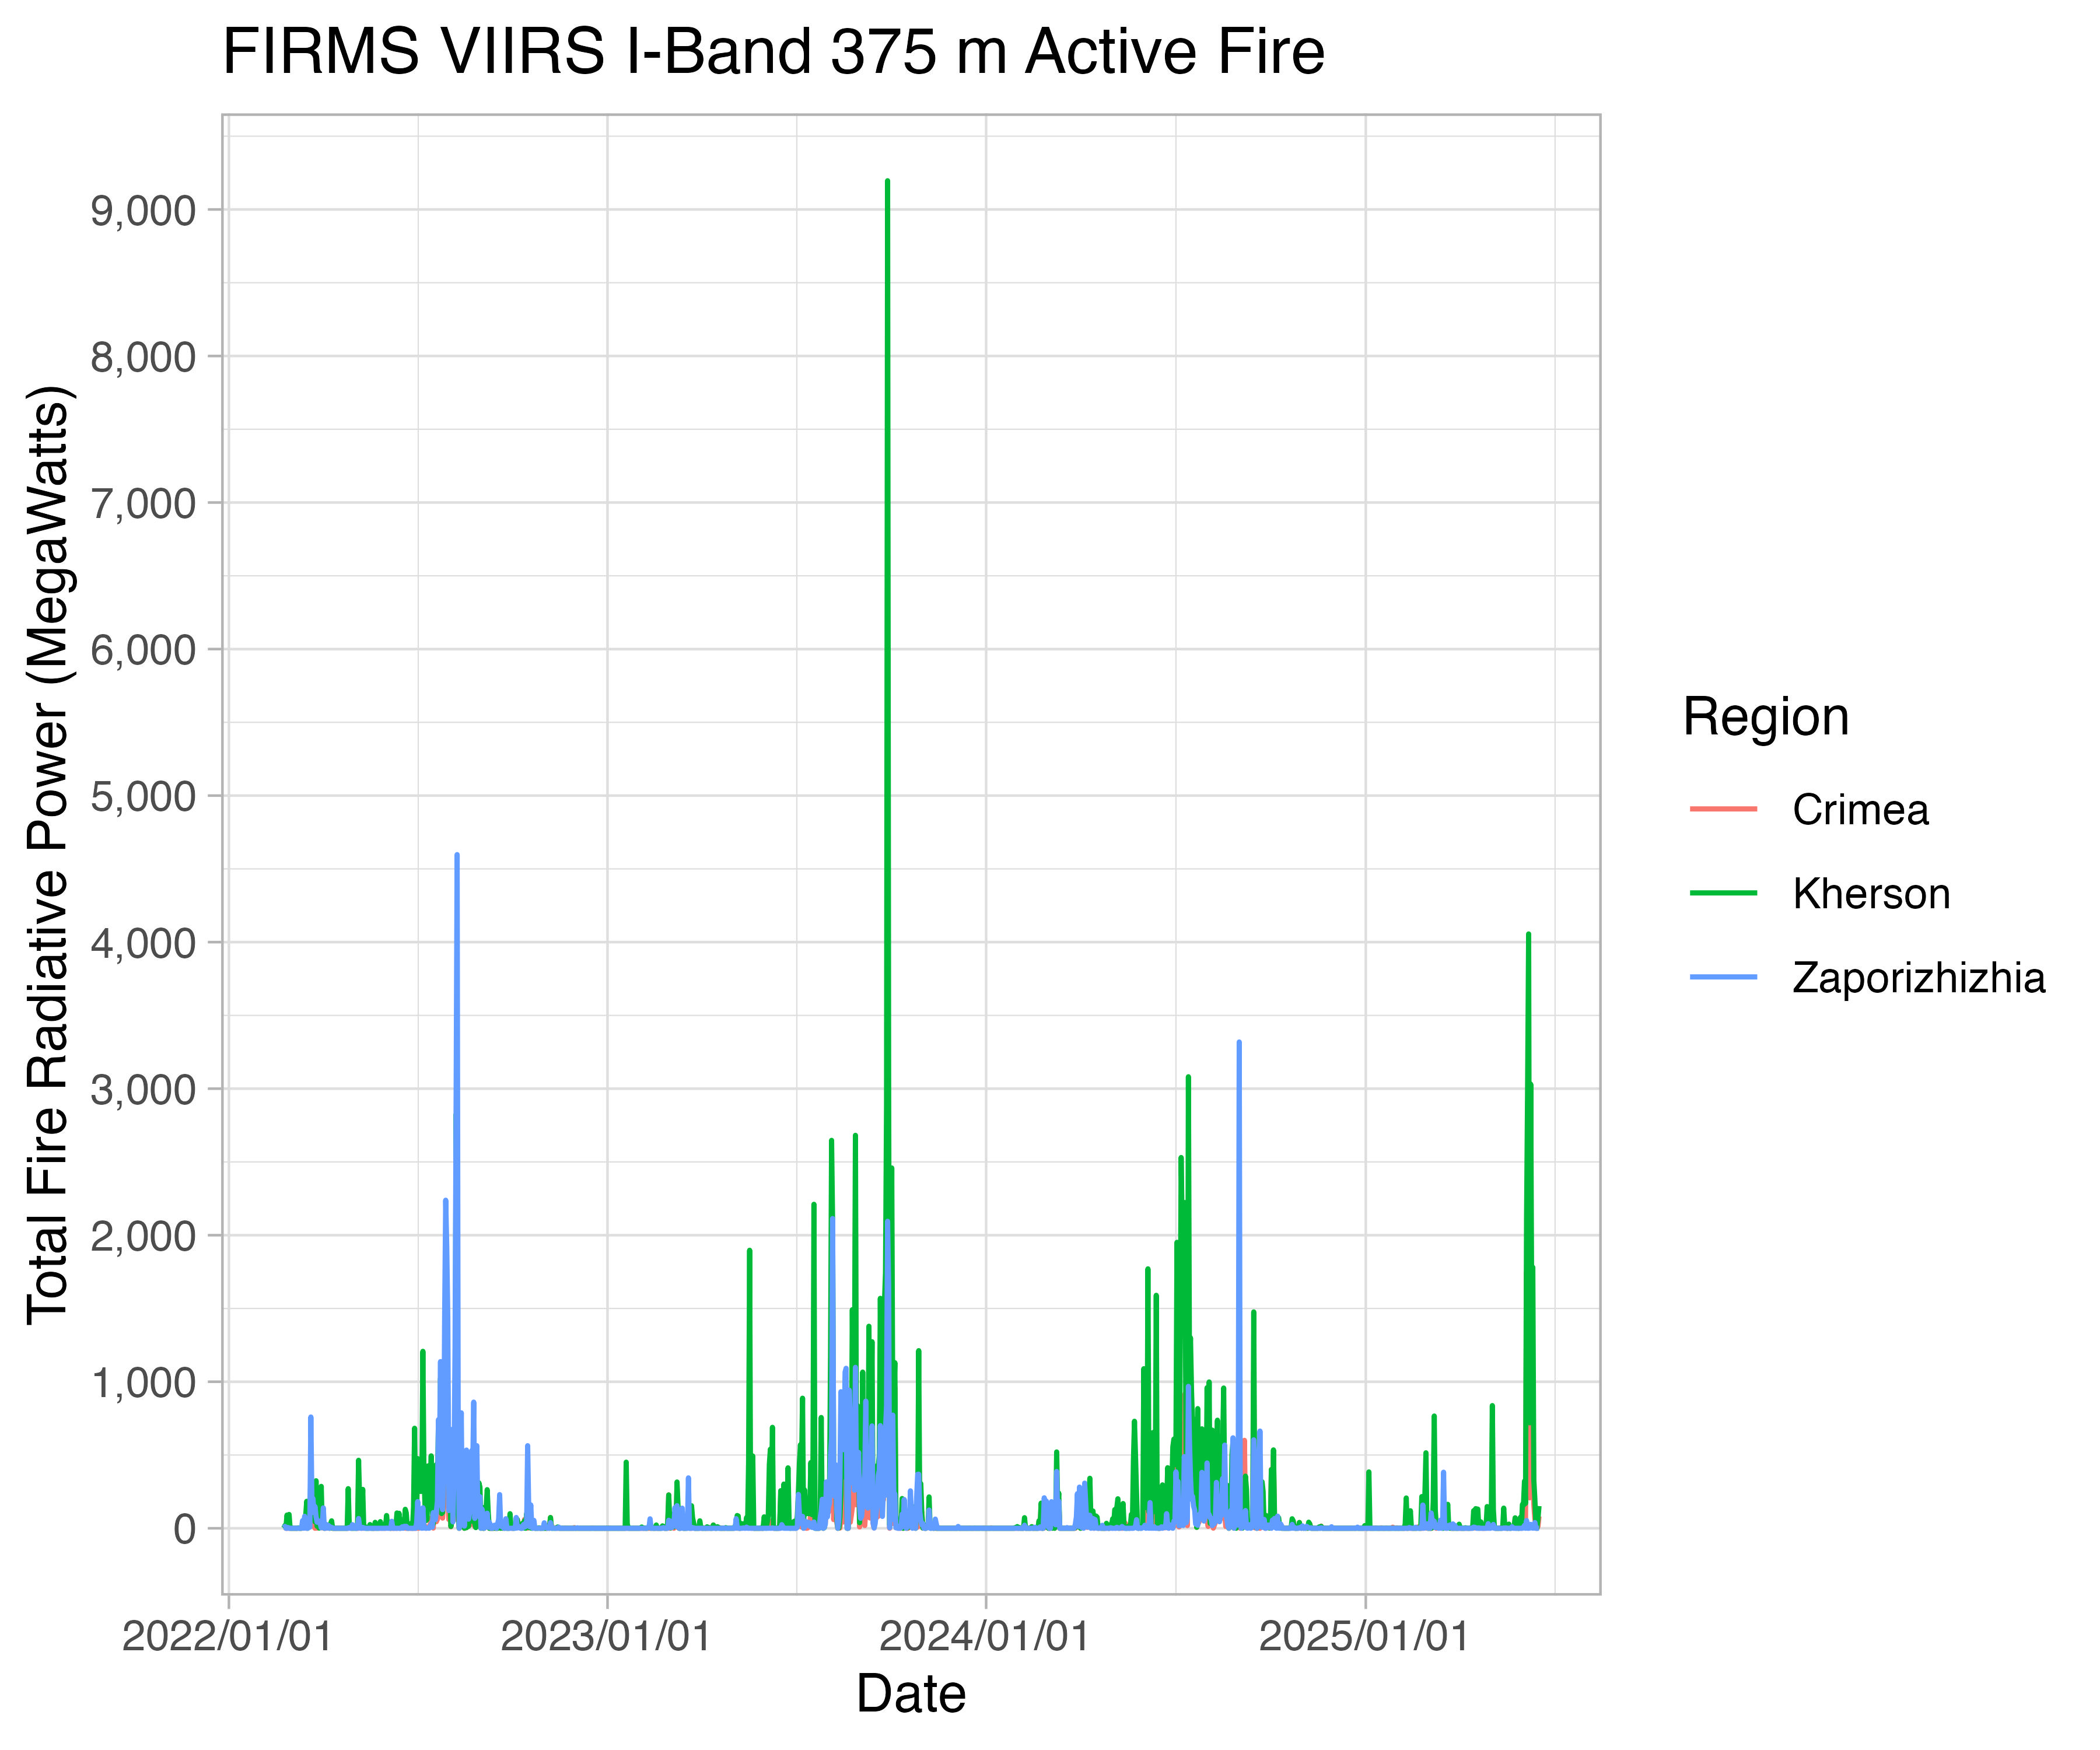 FIRMS VIIRS I-Band 375 m Active Fire
Total Fire Radiative Power (MegaWatts)
9,000
8,000
7,000
6,000
5,000
4,000
3,000
2,000
1,000
0
2022/01/01
2023/01/01
2024/01/01
2025/01/01
Date
Region
Crimea
Kherson
Zaporizhizhia